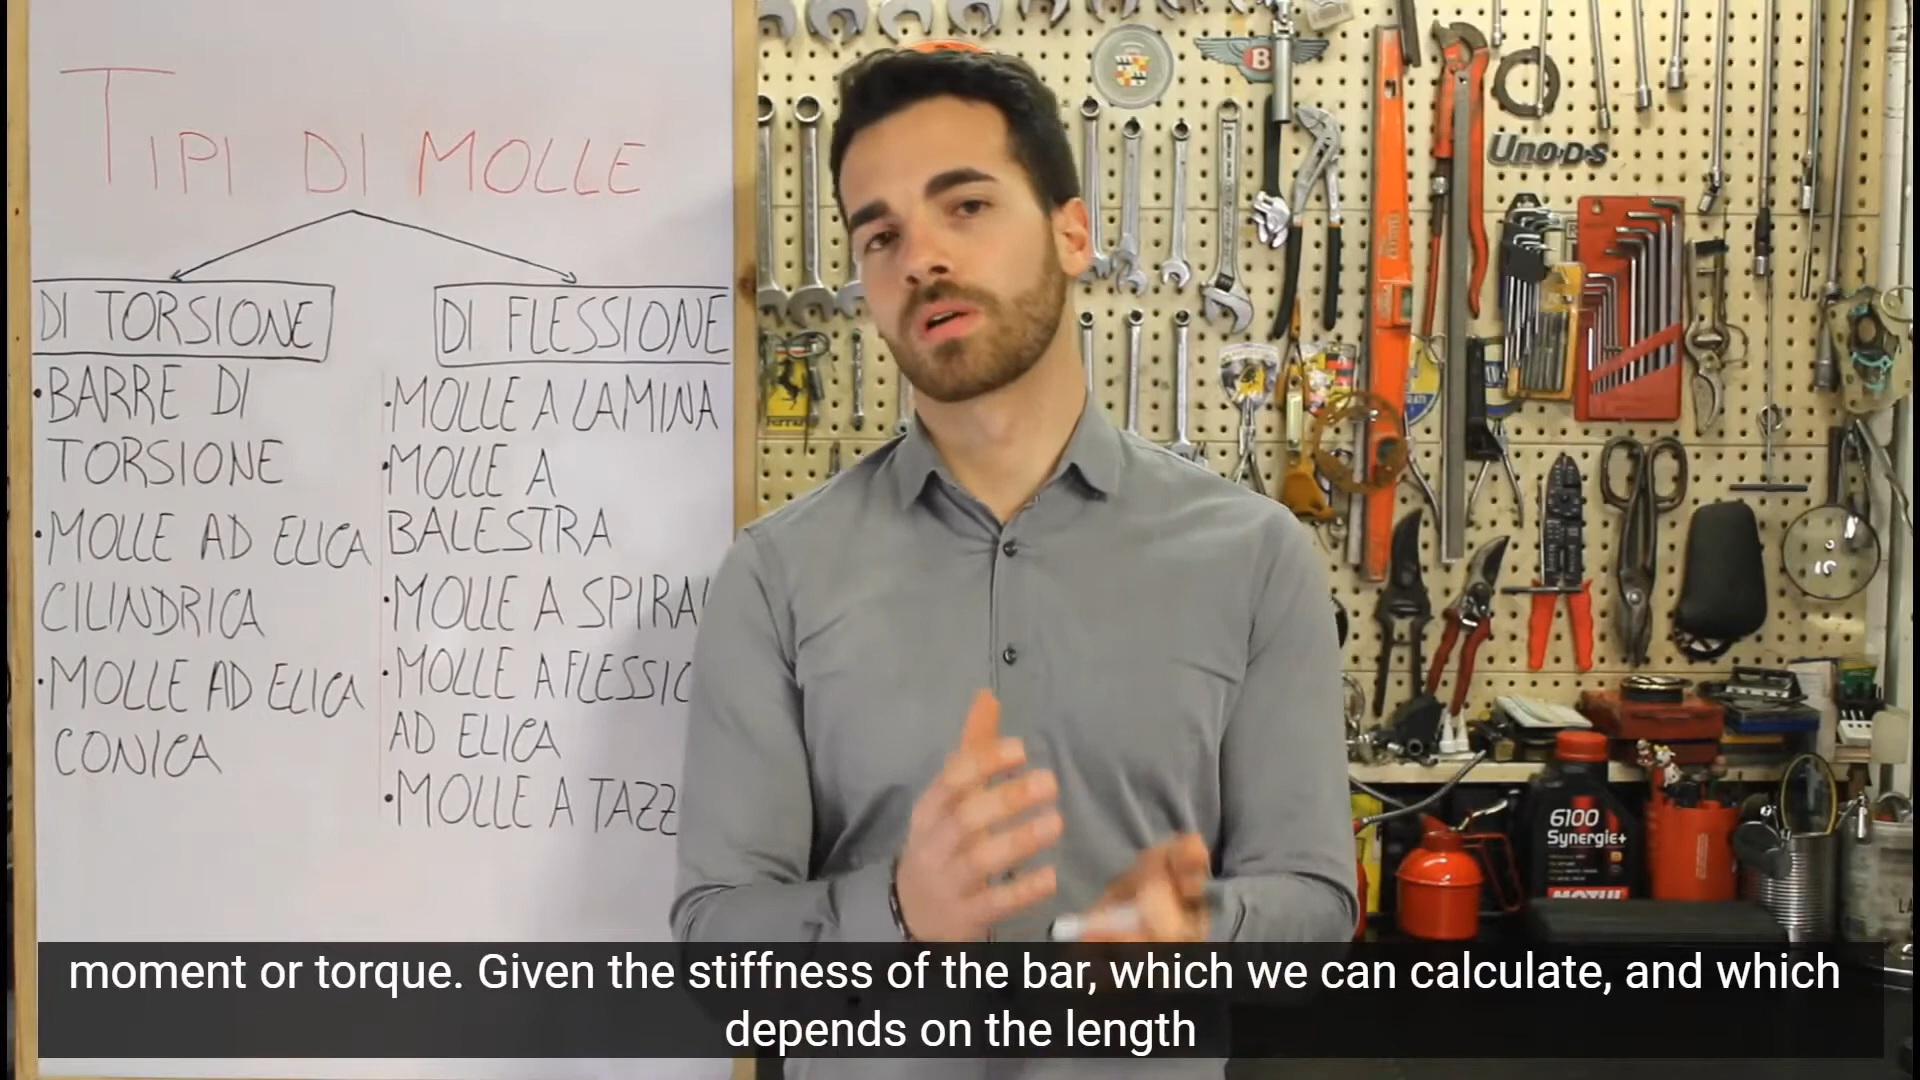 TIPI DI MOLLE
DI TORSIONE
• BARRE DI
TORSIONE
• MOLLE AD ELICA
CILINDRICA
• MOLLE AD ELICA
CONICA
DI FLESSIONE
• MOLLE A LAMINA
• MOLLE A
BALESTRA
• MOLLE A SPIRAL
• MOLLE A FLESSIO
AD ELICA
• MOLLE A TAZZ
B
Uno DS
6100
Synergie+
MOTUL
moment or torque. Given the stiffness of the bar, which we can calculate, and which
depends on the length